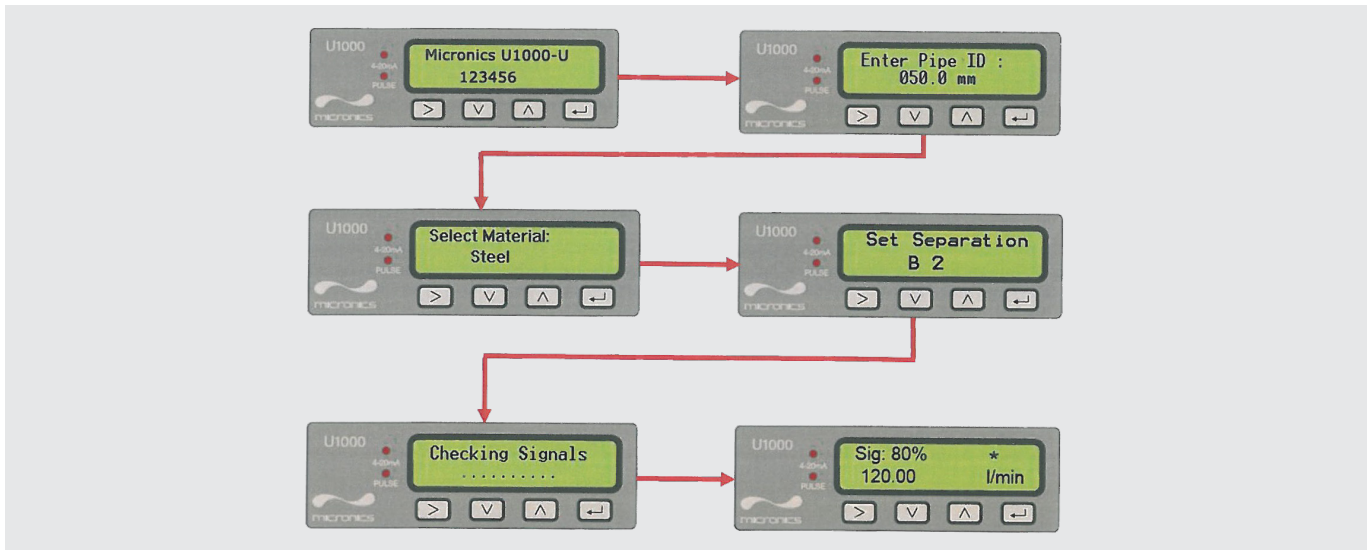 U1000
4-20mA
PULSE
micronics
Micronics U1000-U
123456
U1000
4-20mA
PULSE
micronics
Enter Pipe ID :
050.0 mm
U1000
4-20mA
PULSE
micronics
Select Material:
Steel
U1000
4-20mA
PULSE
micronics
Set Separation
B 2
U1000
4-20mA
PULSE
micronics
Checking Signals
..........
U1000
4-20mA
PULSE
micronics
Sig: 80% *
120.00 l/min